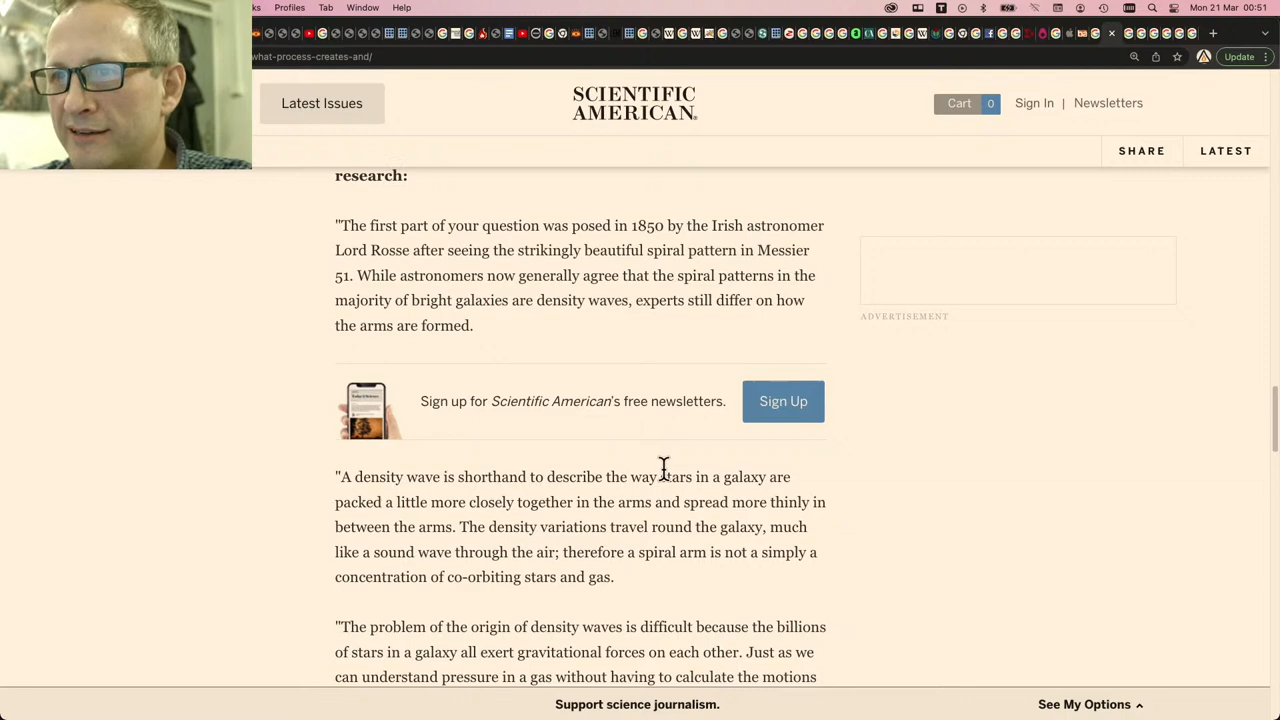 Profiles Tab Window Help Mon 21 Mar 00:51
what-process-creates-and/ Update
Latest Issues
SCIENTIFIC
AMERICAN
Cart 0 Sign In | Newsletters
SHARE LATEST
research:
"The first part of your question was posed in 1850 by the Irish astronomer
Lord Rosse after seeing the strikingly beautiful spiral pattern in Messier
51. While astronomers now generally agree that the spiral patterns in the
majority of bright galaxies are density waves, experts still differ on how
the arms are formed.
ADVERTISEMENT
Sign up for Scientific American's free newsletters. Sign Up
"A density wave is shorthand to describe the way stars in a galaxy are
packed a little more closely together in the arms and spread more thinly in
between the arms. The density variations travel round the galaxy, much
like a sound wave through the air; therefore a spiral arm is not a simply a
concentration of co-orbiting stars and gas.
"The problem of the origin of density waves is difficult because the billions
of stars in a galaxy all exert gravitational forces on each other. Just as we
can understand pressure in a gas without having to calculate the motions
Support science journalism. See My Options